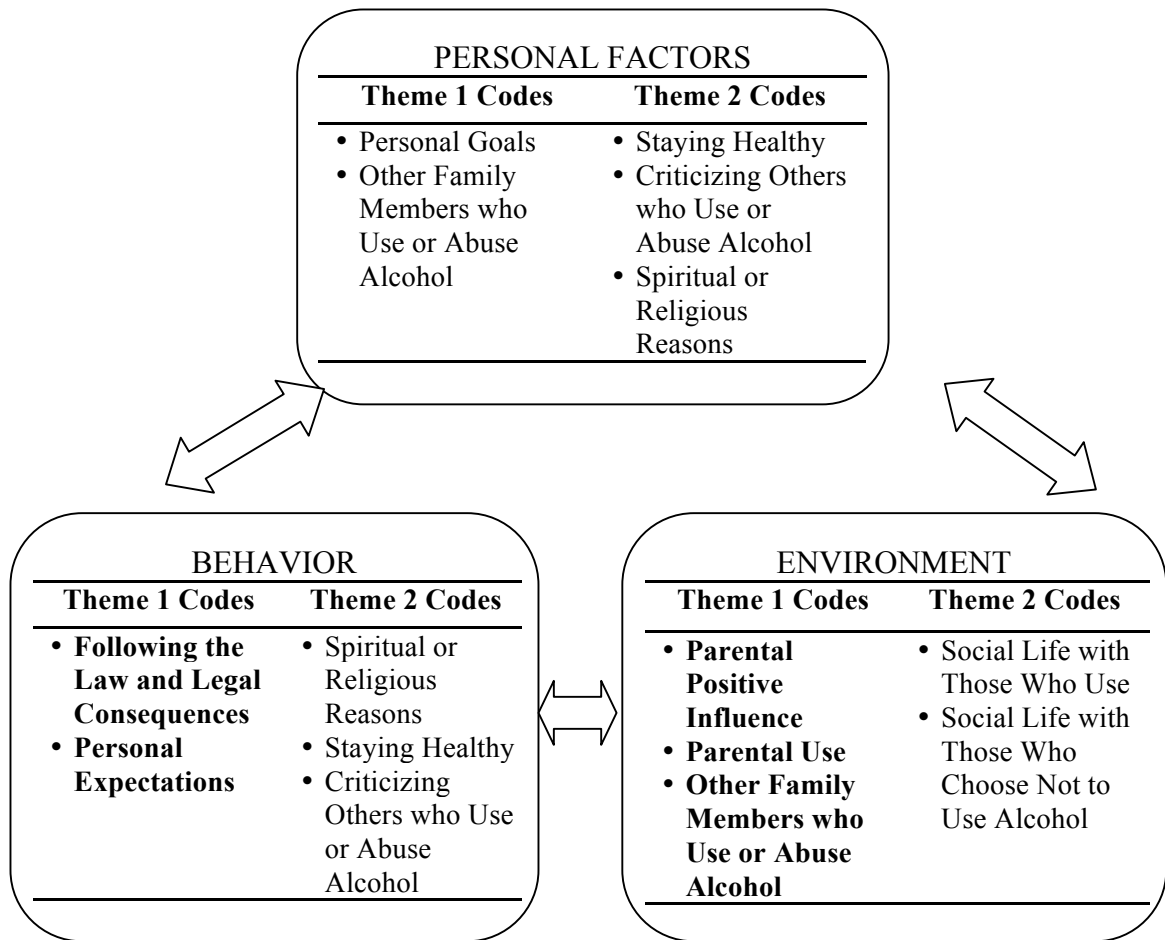 PERSONAL FACTORS
Theme 1 Codes
• Personal Goals
• Other Family
Members who
Use or Abuse
Alcohol
Theme 2 Codes
• Staying Healthy
• Criticizing Others
who Use or
Abuse Alcohol
• Spiritual or
Religious
Reasons
BEHAVIOR
Theme 1 Codes
• Following the
Law and Legal
Consequences
• Personal
Expectations
Theme 2 Codes
• Spiritual or
Religious
Reasons
• Staying Healthy
• Criticizing
Others who Use
or Abuse
Alcohol
ENVIRONMENT
Theme 1 Codes
• Parental
Positive
Influence
• Parental Use
• Other Family
Members who
Use or Abuse
Alcohol
Theme 2 Codes
• Social Life with
Those Who Use
• Social Life with
Those Who
Choose Not to
Use Alcohol